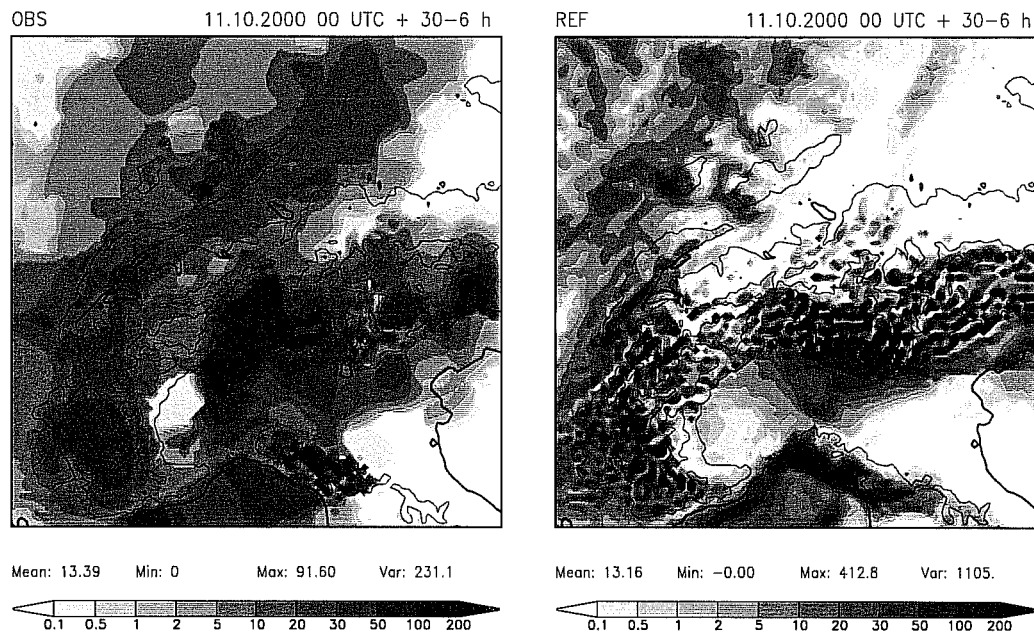 OBS 11.10.2000 00 UTC + 30-6 h
REF 11.10.2000 00 UTC + 30-6 h
Mean: 13.39 Min: 0 Max: 91.60 Var: 231.1
Mean: 13.16 Min: -0.00 Max: 412.8 Var: 1105.
0.1 0.5 1 2 5 10 20 30 50 100 200
0.1 0.5 1 2 5 10 20 30 50 100 200